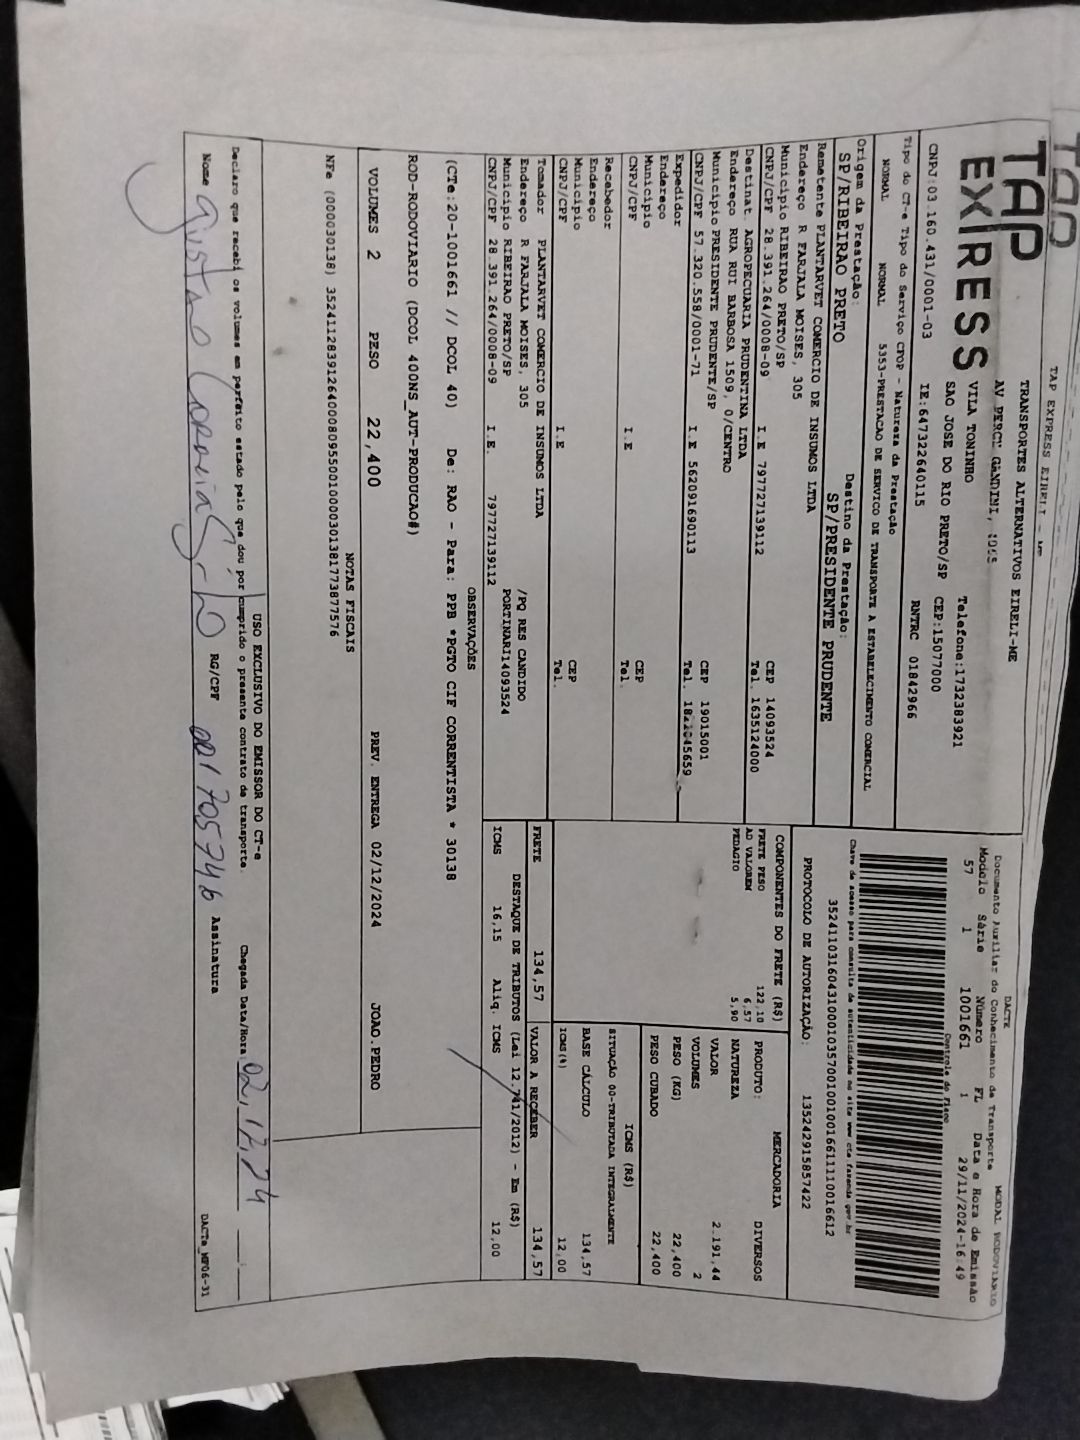 TAP EXPRESS EIRELI - ME
TAP EXPRESS
TRANSPORTES ALTERNATIVOS EIRELI-ME
AV PERCY GANDINI,
VILA TONINHO
Telefone:1732383921
SAO JOSE DO RIO PRETO/SP CEP:15077000
CNPJ:03.160.431/0001-03 IE:647322640115 RNTRC 01842966
DACTE
MODAL RODOVIARIO
Documento Auxiliar do Conhecimento de Transporte
Modelo Série Número FL Data e Hora de Emissão
57 1 1001661 1 29/11/2024-16:49
Controle do Fisco
Chave de acesso para consulta de autenticidade no site www cte fazenda gov br
PROTOCOLO DE AUTORIZAÇÃO: 135242915857422
Tipo do CT-e Tipo do Serviço CFOP - Natureza da Prestação
NORMAL NORMAL 5353-PRESTACAO DE SERVICO DE TRANSPORTE A ESTABELECIMENTO COMERCIAL
Origem da Prestação: Destino da Prestação:
SP/RIBEIRAO PRETO SP/PRESIDENTE PRUDENTE
Remetente PLANTARVET COMERCIO DE INSUMOS LTDA
Endereço R FARJALA MOISES, 305
Municipio RIBEIRAO PRETO/SP CEP 14093524
CNPJ/CPF 28.391.264/0008-09 I.E 797727139112 Tel. 1635124000
Destinat. AGROPECUARIA PRUDENTINA LTDA
Endereço RUA RUI BARBOSA 1509, 0/CENTRO
Municipio PRESIDENTE PRUDENTE/SP CEP 19015001
CNPJ/CPF 57.320.558/0001-71 I.E 562091690113 Tel.
Expedidor
Endereço
Municipio CEP
CNPJ/CPF I.E Tel.
Recebedor
Endereço
Municipio CEP
CNPJ/CPF I.E Tel.
Tomador PLANTARVET COMERCIO DE INSUMOS LTDA
Endereço R FARJALA MOISES, 305 /PQ RES CANDIDO
Municipio RIBEIRAO PRETO/SP PORTINARI14093524
CNPJ/CPF 28.391.264/0008-09 I.E. 797727139112
COMPONENTES DO FRETE (R$)
FRETE PESO 122,10
AD VALOREM 6,57
PEDAGIO 5,90
MERCADORIA
PRODUTO: DIVERSOS
NATUREZA
VALOR 2.191,44
VOLUMES 2
PESO (KG) 22,400
PESO CUBADO 22,400
ICMS (R$)
SITUAÇÃO 00-TRIBUTADA INTEGRALMENTE
BASE CÁLCULO 134,57
ICMS(%) 12,00
FRETE 134,57 VALOR A RECEBER 134,57
DESTAQUE DE TRIBUTOS (Lei 12.741/2012) - Em (R$)
ICMS 16,15 Aliq. ICMS 12,00
OBSERVAÇÕES
(CTe:20-1001661 // DCOL 40) De: RAO - Para: PPB *PGTO CIF CORRENTISTA * 30138
ROD-RODOVIARIO (DCOL 400NS_AUT-PRODUCAO#)
VOLUMES 2 PESO 22,400 PREV. ENTREGA 02/12/2024 JOAO.PEDRO
NOTAS FISCAIS
NFe (000030138) 35241128391264000809550010000301381773877576
USO EXCLUSIVO DO EMISSOR DO CT-e
Declaro que recebi os volumes em perfeito estado pelo que dou por cumprido o presente contrato de transporte. Chegada Data/Hora 02,12,24
Nome RG/CPF 001705746 Assinatura
DACTe_MF06-31